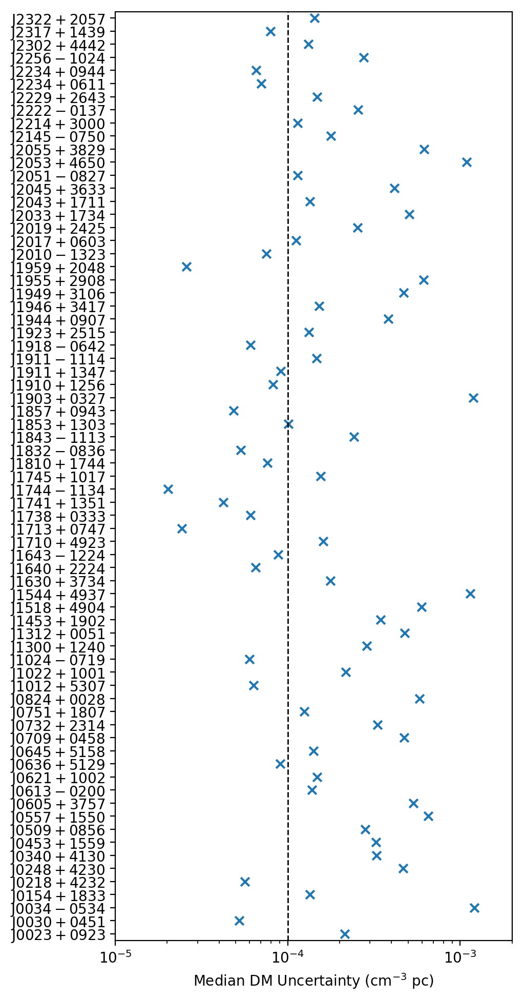 J2322 + 2057
J2317 + 1439
J2302 + 4442
J2256 − 1024
J2234 + 0944
J2234 + 0611
J2229 + 2643
J2222 − 0137
J2214 + 3000
J2145 − 0750
J2055 + 3829
J2053 + 4650
J2051 − 0827
J2045 + 3633
J2043 + 1711
J2033 + 1734
J2019 + 2425
J2017 + 0603
J2010 − 1323
J1959 + 2048
J1955 + 2908
J1949 + 3106
J1946 + 3417
J1944 + 0907
J1923 + 2515
J1918 − 0642
J1911 − 1114
J1911 + 1347
J1910 + 1256
J1903 + 0327
J1857 + 0943
J1853 + 1303
J1843 − 1113
J1832 − 0836
J1810 + 1744
J1745 + 1017
J1744 − 1134
J1741 + 1351
J1738 + 0333
J1713 + 0747
J1710 + 4923
J1643 − 1224
J1640 + 2224
J1630 + 3734
J1544 + 4937
J1518 + 4904
J1453 + 1902
J1312 + 0051
J1300 + 1240
J1024 − 0719
J1022 + 1001
J1012 + 5307
J0824 + 0028
J0751 + 1807
J0732 + 2314
J0709 + 0458
J0645 + 5158
J0636 + 5129
J0621 + 1002
J0613 − 0200
J0605 + 3757
J0557 + 1550
J0509 + 0856
J0453 + 1559
J0340 + 4130
J0248 + 4230
J0218 + 4232
J0154 + 1833
J0034 − 0534
J0030 + 0451
J0023 + 0923
10⁻⁵ 10⁻⁴ 10⁻³
Median DM Uncertainty (cm⁻³ pc)